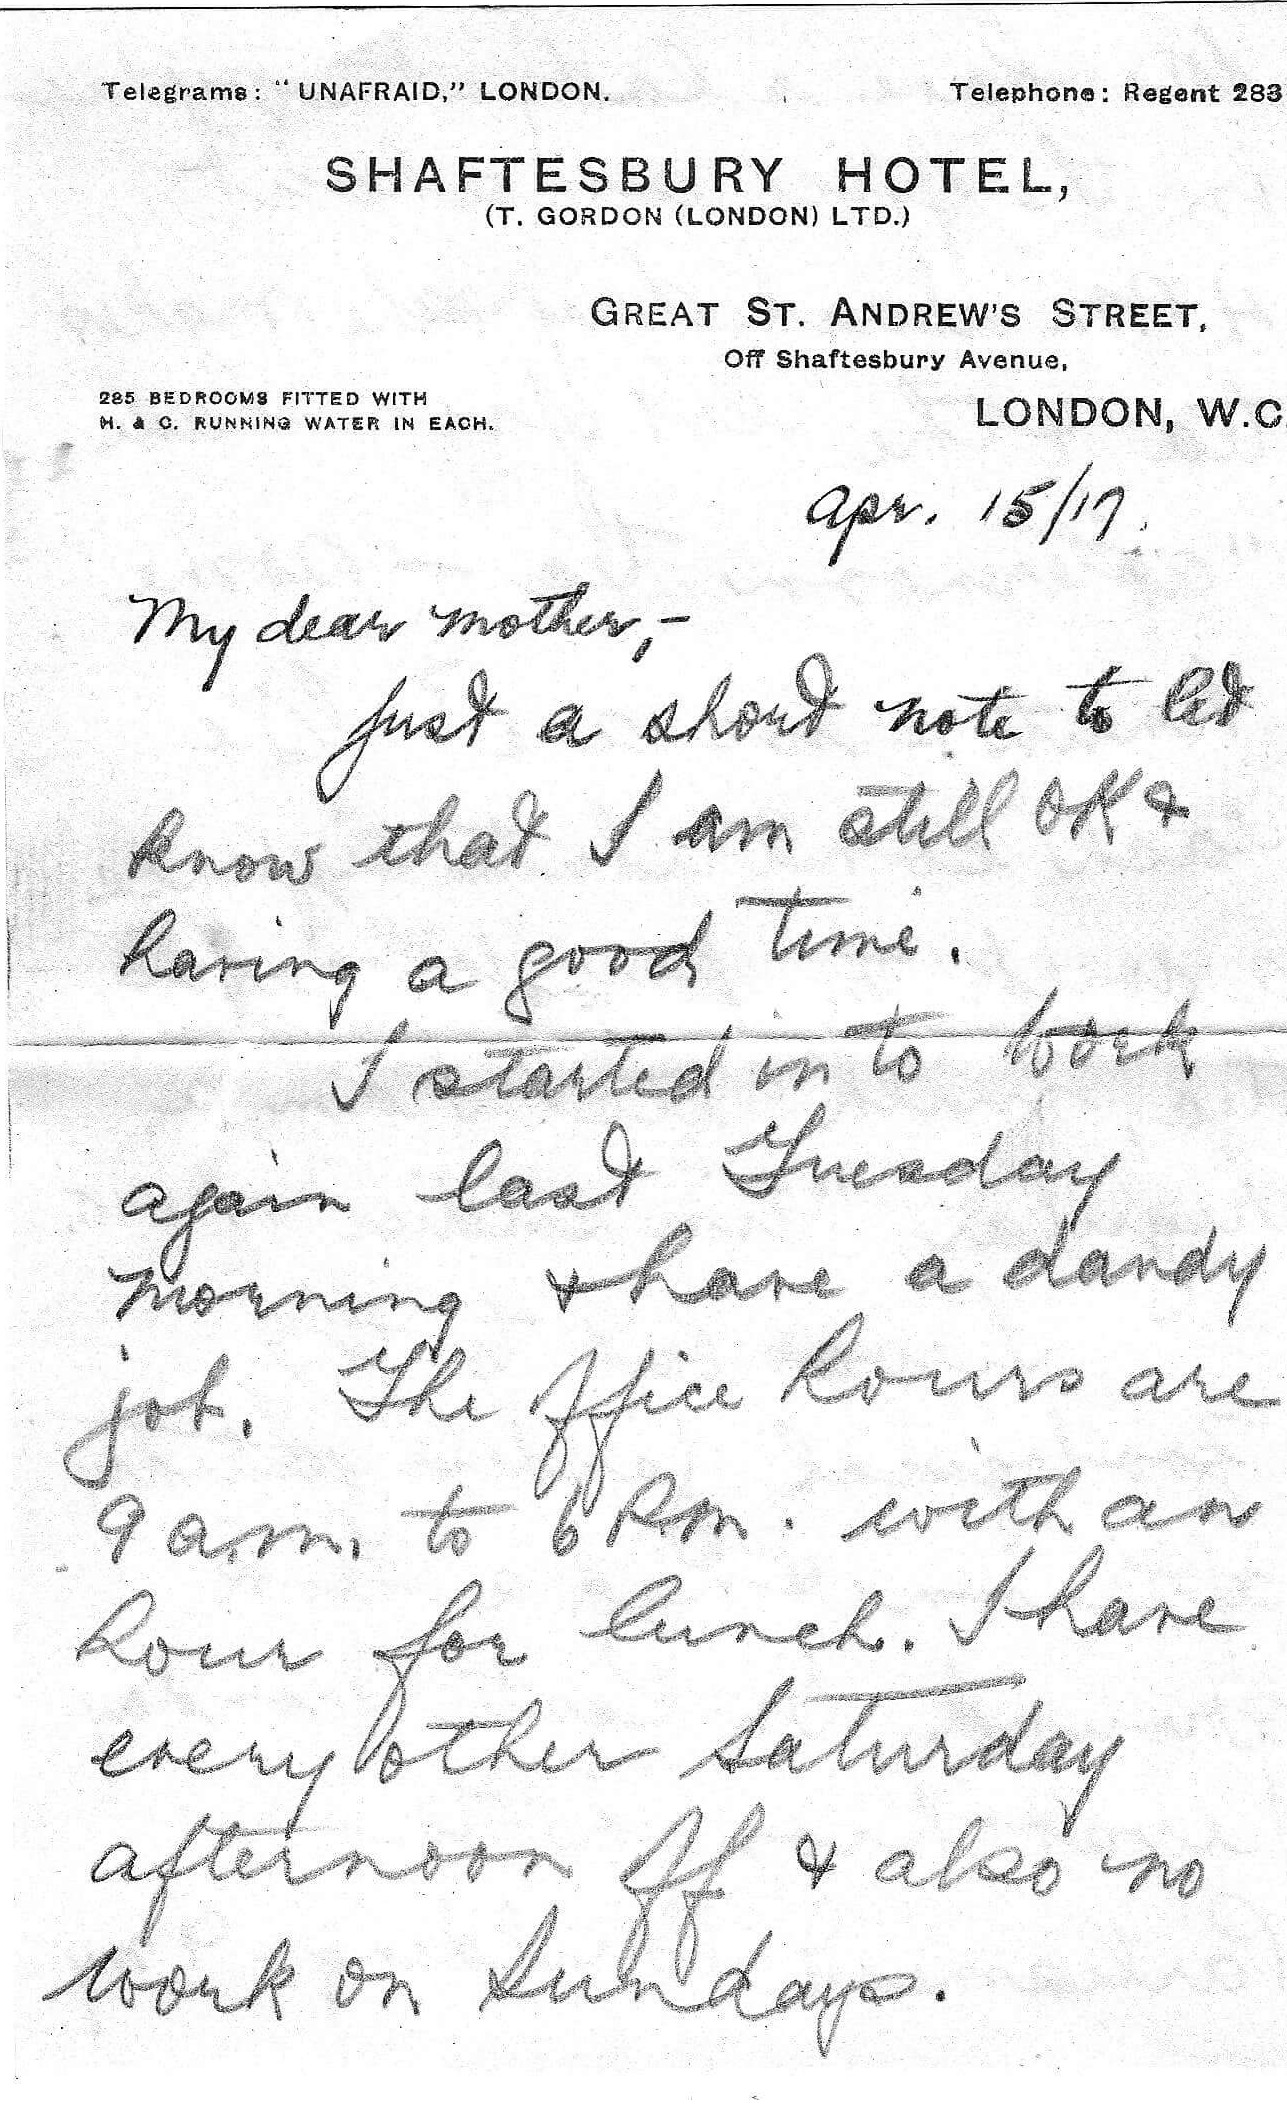 Telegrams: "UNAFRAID," LONDON. Telephone: Regent 283
SHAFTESBURY HOTEL,
(T. GORDON (LONDON) LTD.)
GREAT ST. ANDREW'S STREET,
Off Shaftesbury Avenue,
285 BEDROOMS FITTED WITH
H. & C. RUNNING WATER IN EACH.
LONDON, W.C.
Apr. 15/17.
My dear mother,-
Just a short note to let
know that I am still OK &
having a good time.
I started in to work
again last Tuesday
morning & have a dandy
job. The office hours are
9 a.m. to 6 P.m. with an
hour for lunch. I have
every other Saturday
afternoon off & also no
work on Sundays.